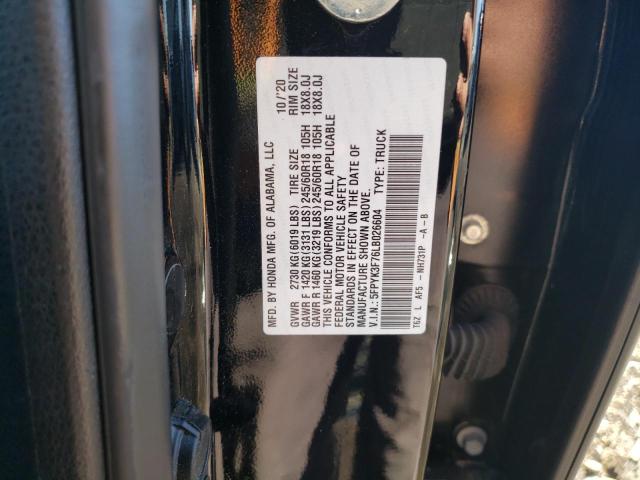 MFD. BY HONDA MFG. OF ALABAMA, LLC 10/'20
GVWR 2730 KG (6019 LBS) TIRE SIZE RIM SIZE
GAWR F 1420 KG (3131 LBS) 245/60R18 105H 18X8.0J
GAWR R 1460 KG (3219 LBS) 245/60R18 105H 18X8.0J
THIS VEHICLE CONFORMS TO ALL APPLICABLE
FEDERAL MOTOR VEHICLE SAFETY
STANDARDS IN EFFECT ON THE DATE OF
MANUFACTURE SHOWN ABOVE.
V.I.N.: 5FPYK3F76LB026604 TYPE: TRUCK
T6Z L AF5 - NH731P -A -B